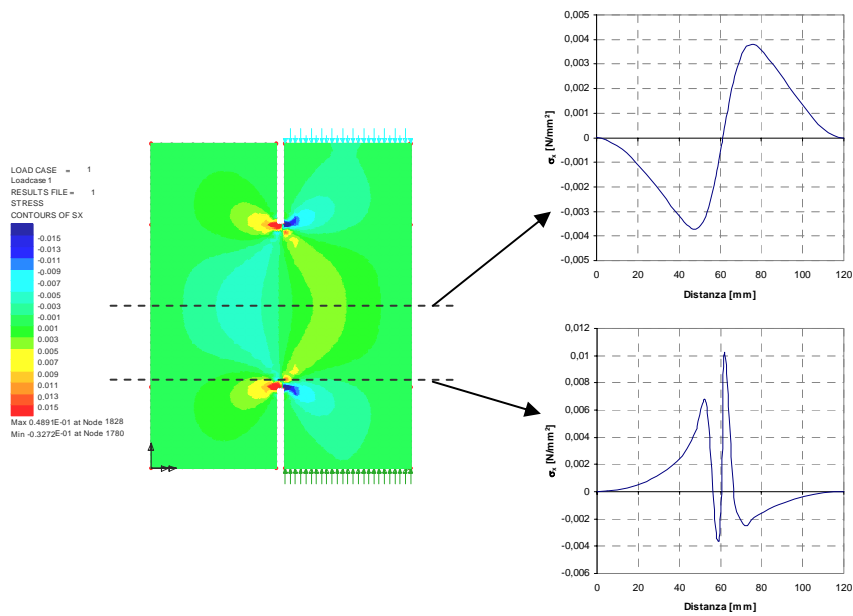 LOAD CASE = 1
Loadcase 1
RESULTS FILE = 1
STRESS
CONTOURS OF SX
-0.015
-0.013
-0.011
-0.009
-0.007
-0.005
-0.003
-0.001
0.001
0.003
0.005
0.007
0.009
0.011
0.013
0.015
Max 0.4891E-01 at Node 1828
Min -0.3272E-01 at Node 1780
0,005
0,004
0,003
0,002
0,001
0,000
-0,001
-0,002
-0,003
-0,004
-0,005
σx [N/mm²]
0 20 40 60 80 100 120
Distanza [mm]
0,012
0,01
0,008
0,006
0,004
0,002
0
-0,002
-0,004
-0,006
σx [N/mm²]
0 20 40 60 80 100 120
Distanza [mm]